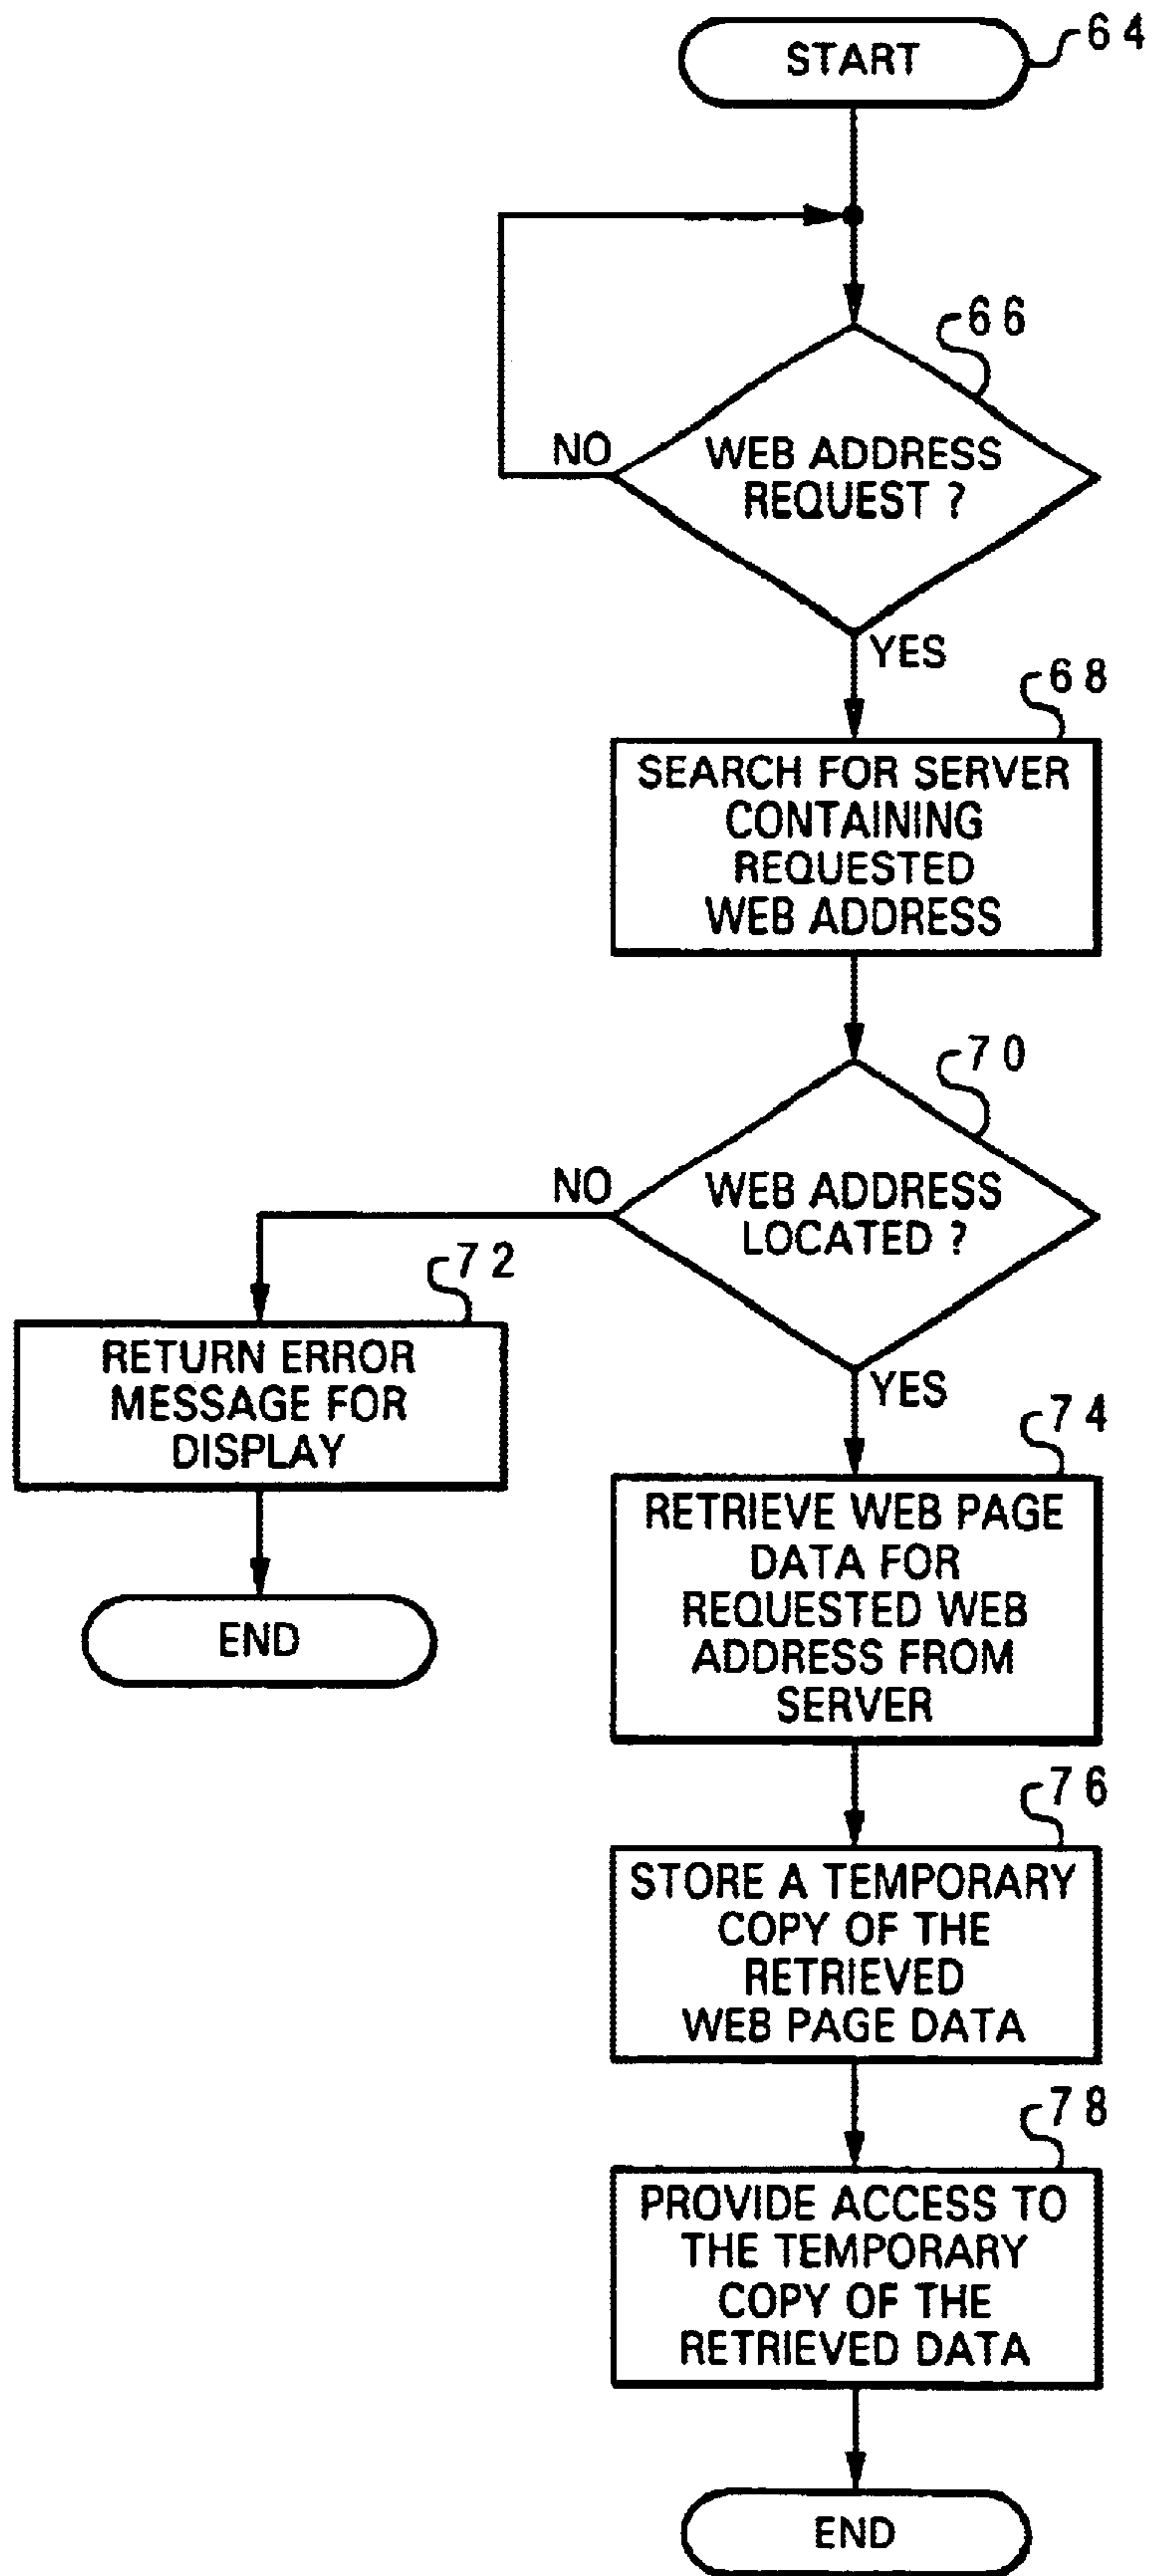 START
64
66
NO
WEB ADDRESS
REQUEST ?
YES
68
SEARCH FOR SERVER
CONTAINING
REQUESTED
WEB ADDRESS
70
NO
WEB ADDRESS
LOCATED ?
72
RETURN ERROR
MESSAGE FOR
DISPLAY
YES
74
RETRIEVE WEB PAGE
DATA FOR
REQUESTED WEB
ADDRESS FROM
SERVER
END
76
STORE A TEMPORARY
COPY OF THE
RETRIEVED
WEB PAGE DATA
78
PROVIDE ACCESS TO
THE TEMPORARY
COPY OF THE
RETRIEVED DATA
END